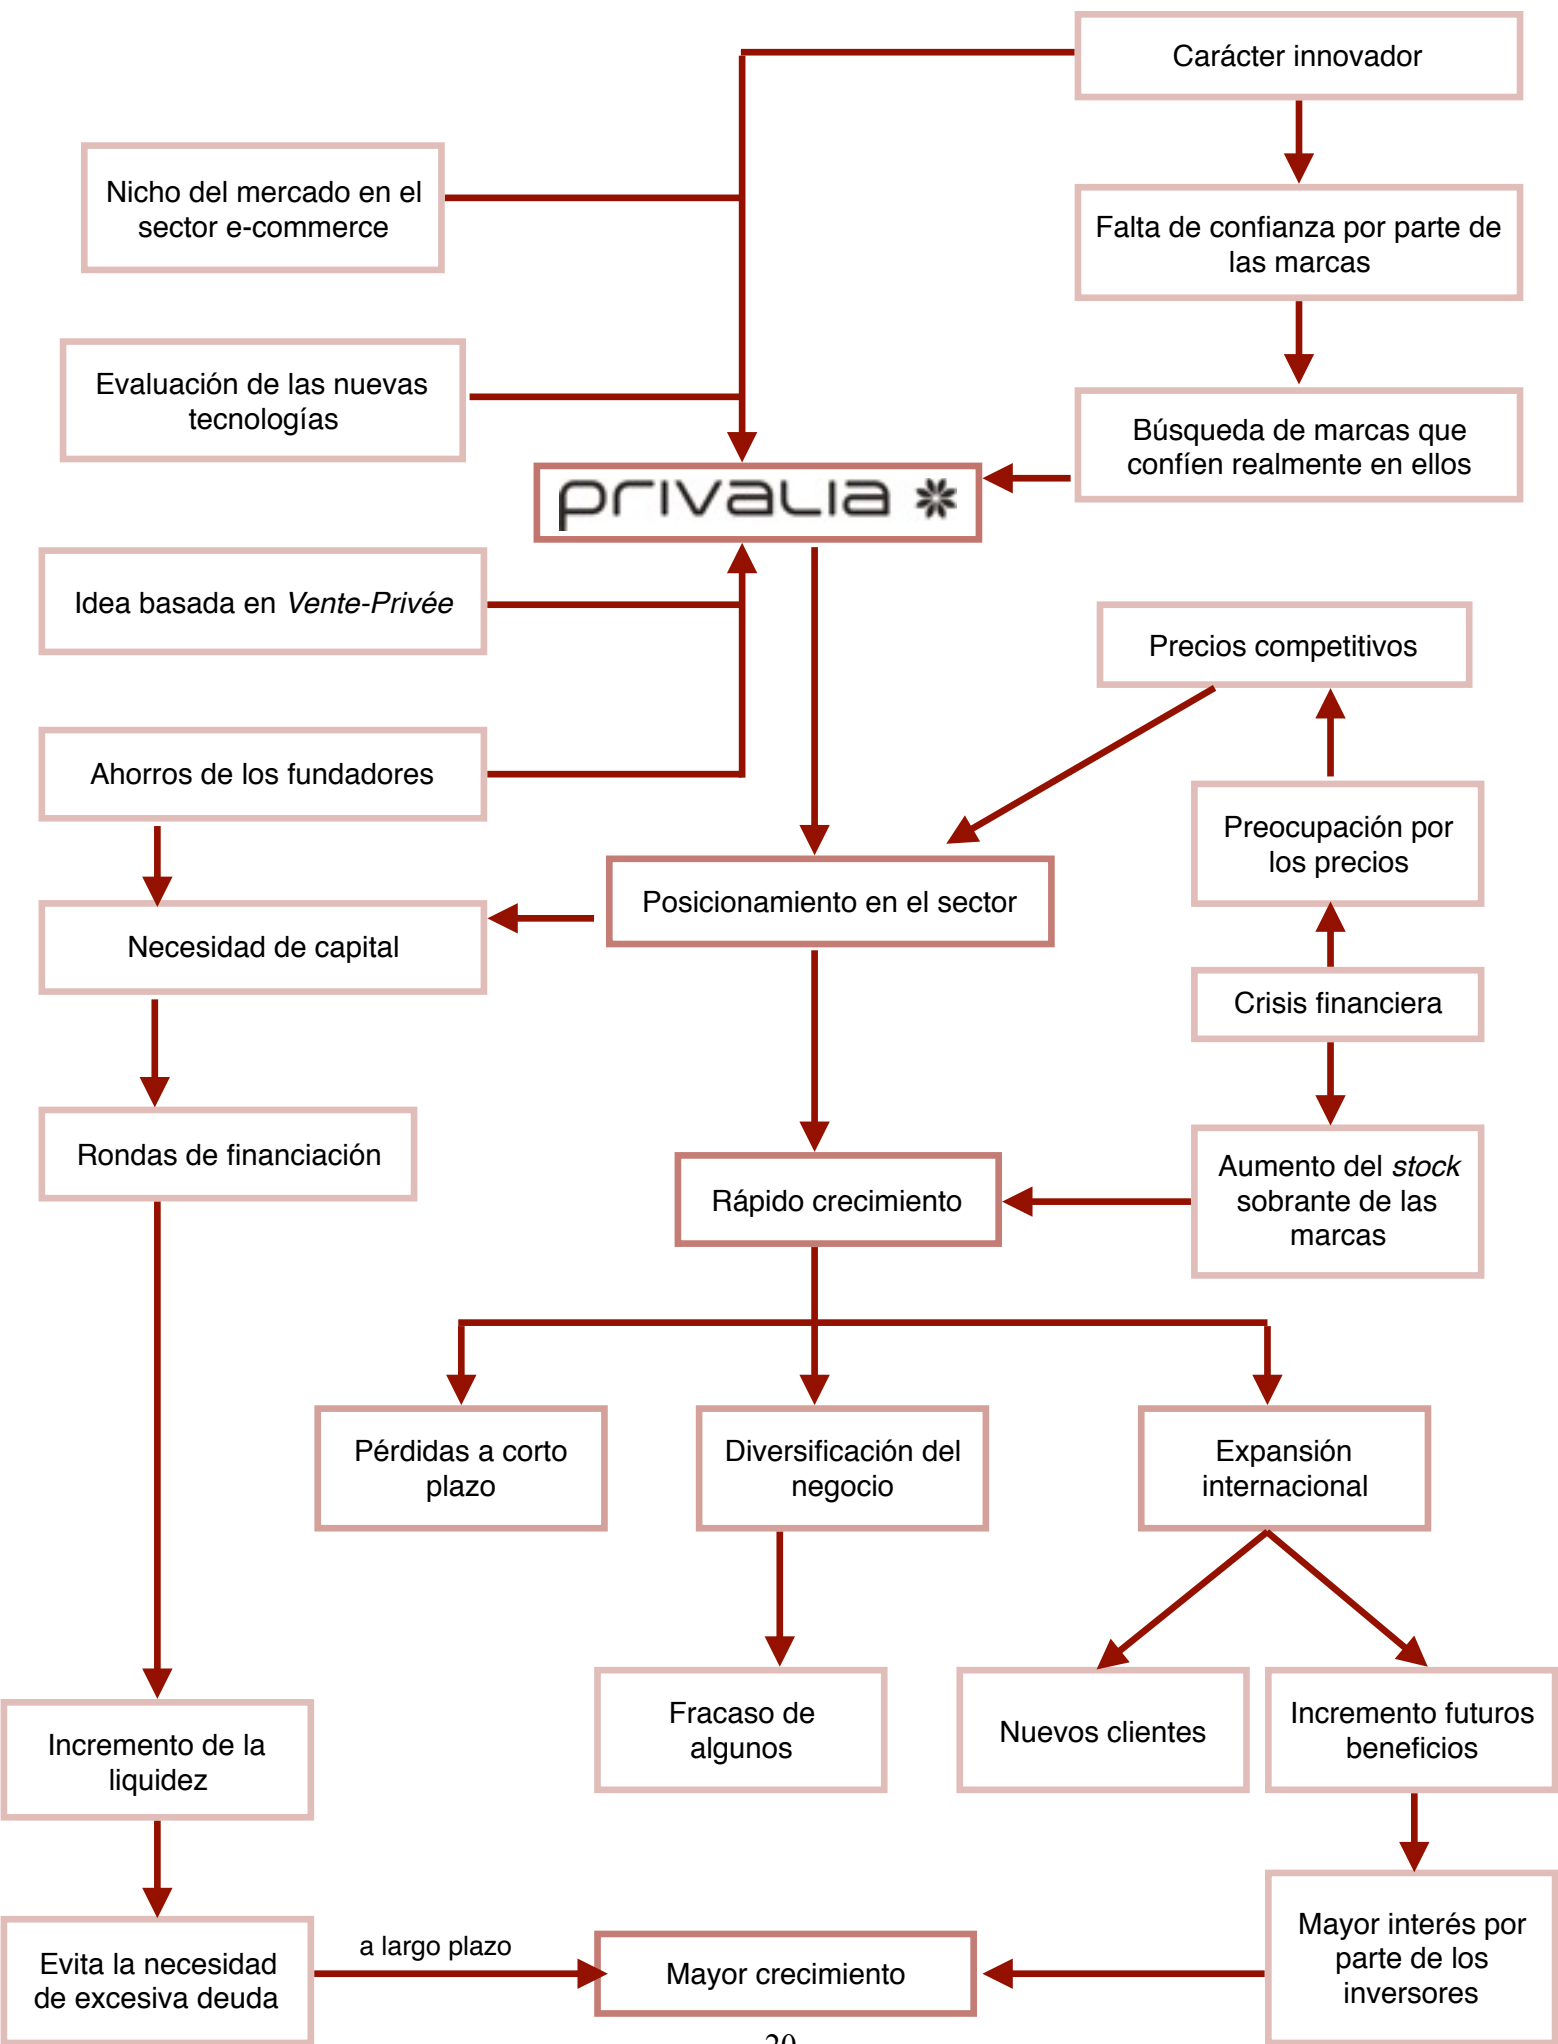 Carácter innovador
Nicho del mercado en el
sector e-commerce
Falta de confianza por parte de
las marcas
Evaluación de las nuevas
tecnologías
Búsqueda de marcas que
confíen realmente en ellos
privalia
Idea basada en Vente-Privée
Precios competitivos
Ahorros de los fundadores
Preocupación por
los precios
Posicionamiento en el sector
Necesidad de capital
Crisis financiera
Rondas de financiación
Rápido crecimiento
Aumento del stock
sobrante de las
marcas
Pérdidas a corto
plazo
Diversificación del
negocio
Expansión
internacional
Fracaso de
algunos
Nuevos clientes
Incremento futuros
beneficios
Incremento de la
liquidez
Evita la necesidad
de excesiva deuda
a largo plazo
Mayor crecimiento
Mayor interés por
parte de los
inversores
20